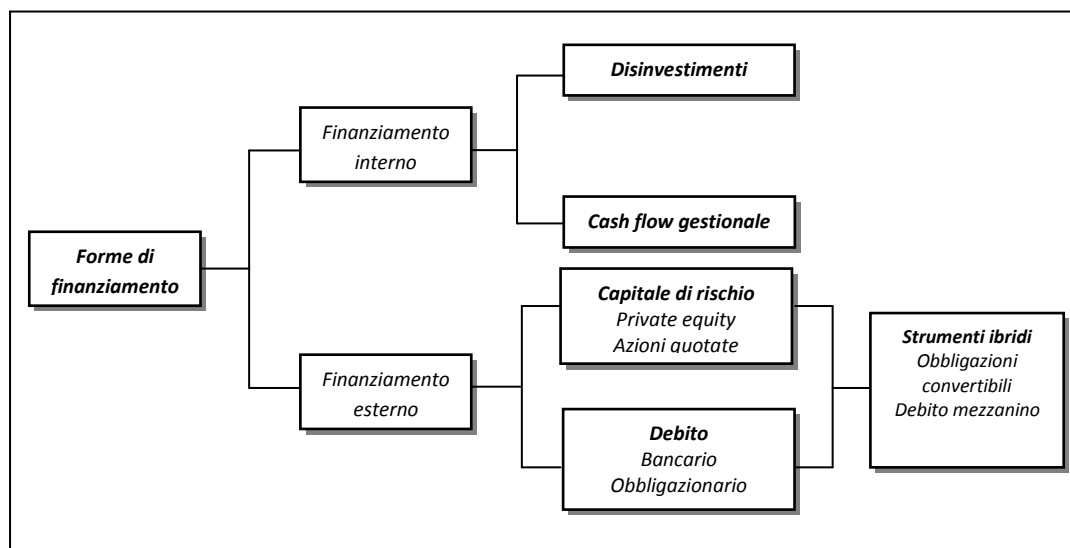 Disinvestimenti
Finanziamento
interno
Cash flow gestionale
Forme di
finanziamento
Capitale di rischio
Private equity
Azioni quotate
Strumenti ibridi
Obbligazioni
convertibili
Debito mezzanino
Finanziamento
esterno
Debito
Bancario
Obbligazionario